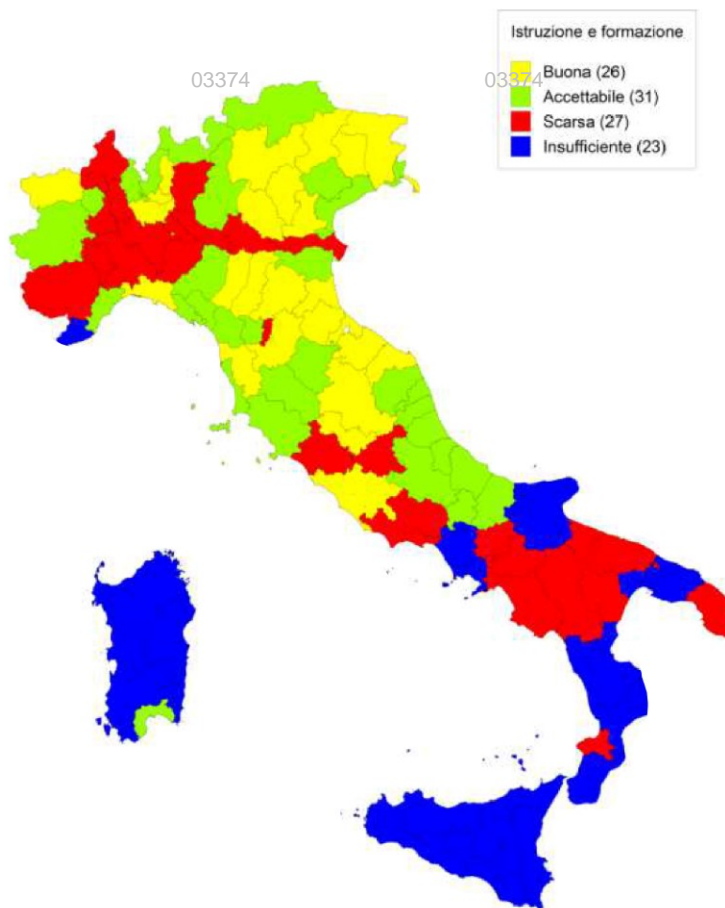 Istruzione e formazione
03374
03374
Buona (26)
Accettabile (31)
Scarsa (27)
Insufficiente (23)